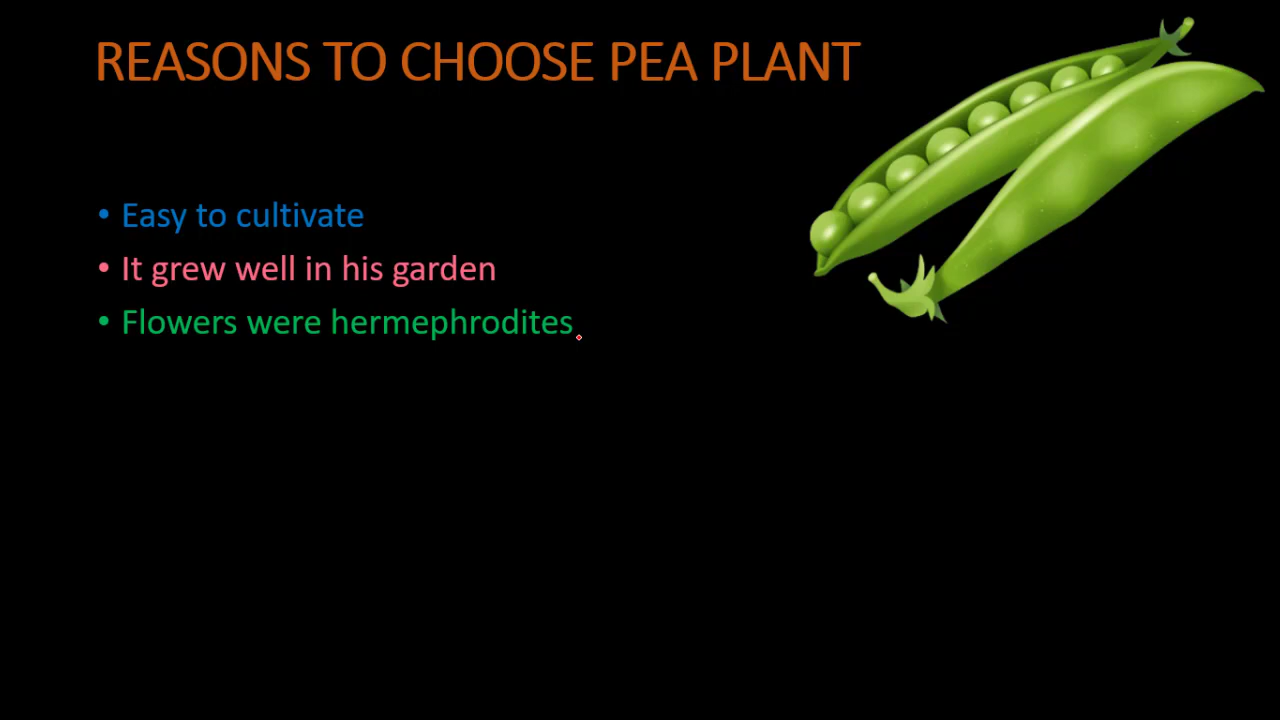 REASONS TO CHOOSE PEA PLANT
• Easy to cultivate
• It grew well in his garden
• Flowers were hermephrodites